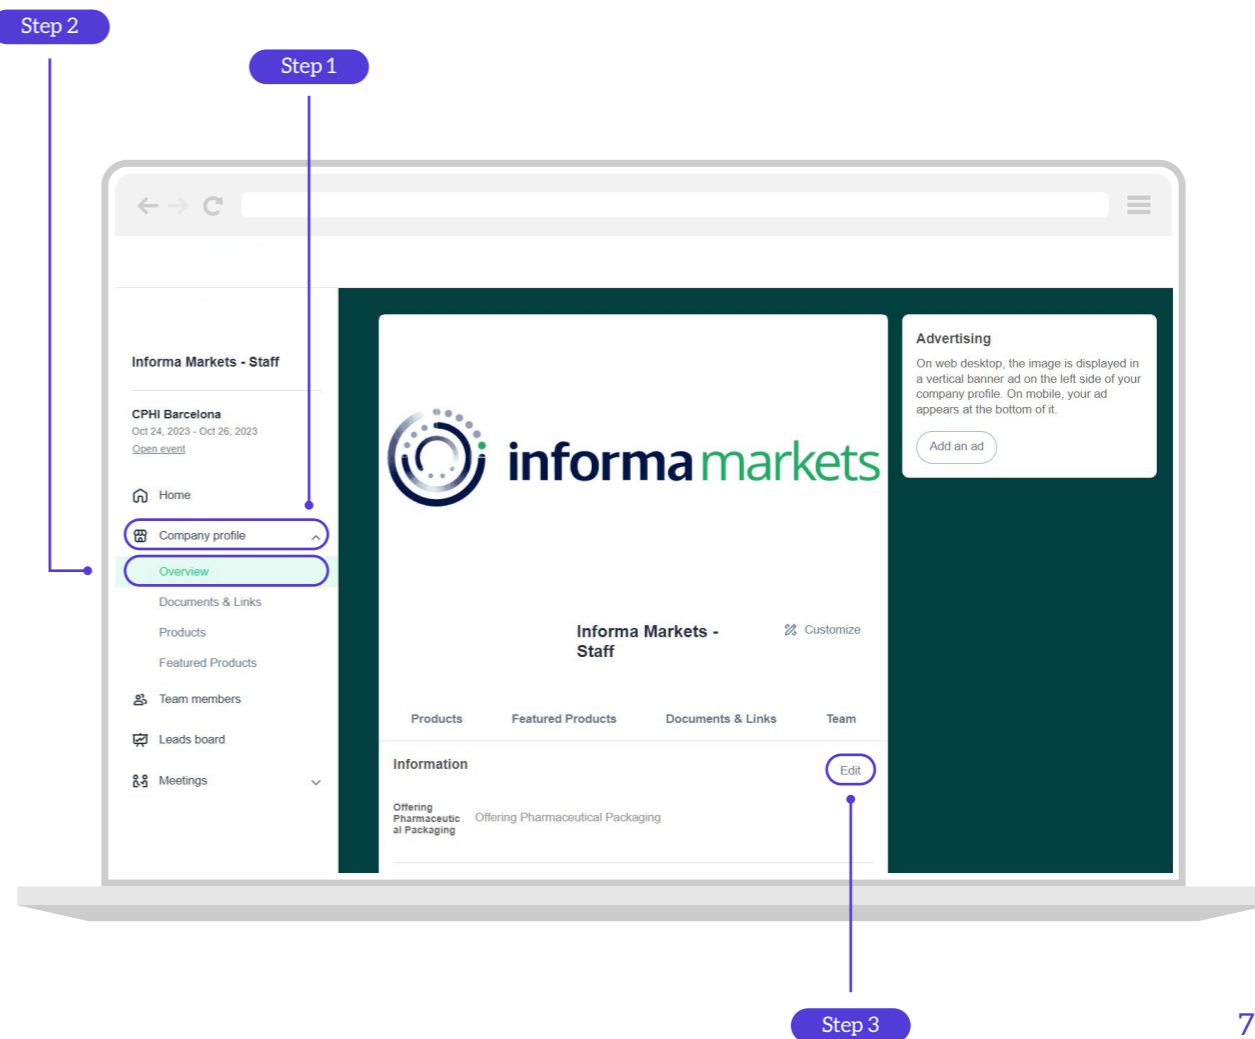 Step 2
Step 1
Informa Markets - Staff
CPHI Barcelona
Oct 24, 2023 - Oct 26, 2023
Open event
Home
Company profile
Overview
Documents & Links
Products
Featured Products
Team members
Leads board
Meetings
informa markets
Informa Markets -
Staff
Customize
Products
Featured Products
Documents & Links
Team
Information
Edit
Offering
Pharmaceutic
al Packaging
Offering Pharmaceutical Packaging
Advertising
On web desktop, the image is displayed in
a vertical banner ad on the left side of your
company profile. On mobile, your ad
appears at the bottom of it.
Add an ad
Step 3
7